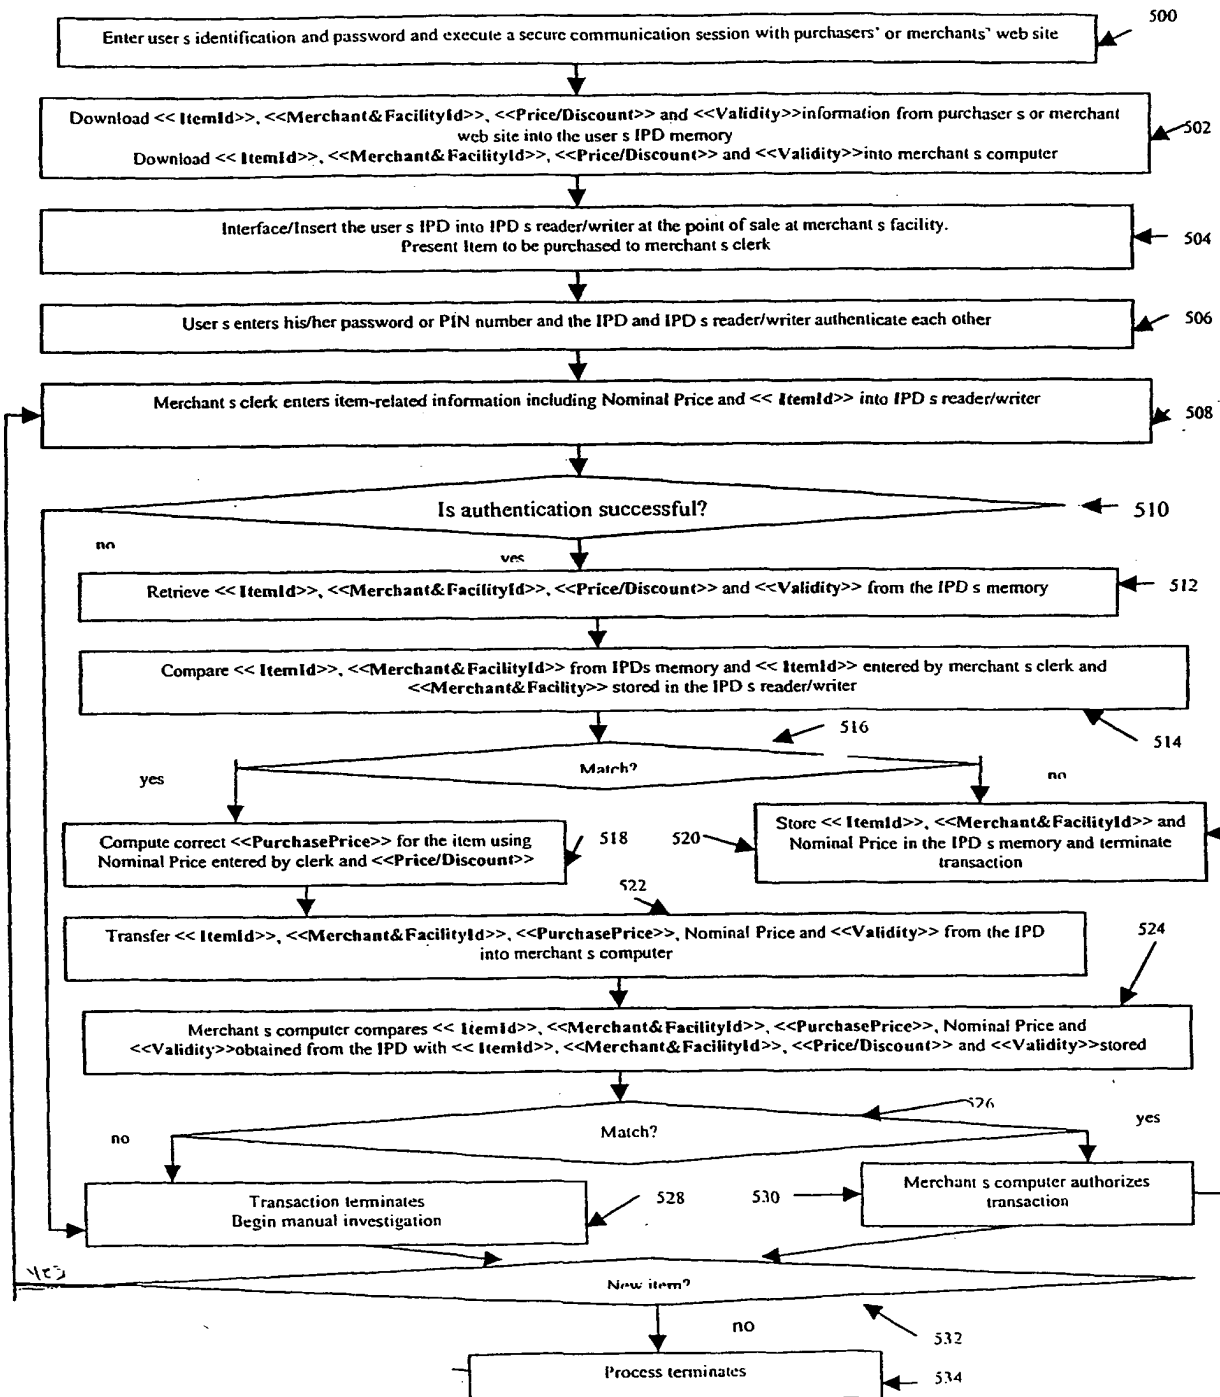 500
Enter user s identification and password and execute a secure communication session with purchasers' or merchants' web site
Download << ItemId>>, <<Merchant&FacilityId>>, <<Price/Discount>> and <<Validity>>information from purchaser s or merchant
web site into the user s IPD memory
Download << ItemId>>, <<Merchant&FacilityId>>, <<Price/Discount>> and <<Validity>>into merchant s computer
502
Interface/Insert the user s IPD into IPD s reader/writer at the point of sale at merchant s facility.
Present Item to be purchased to merchant s clerk
504
User s enters his/her password or PIN number and the IPD and IPD s reader/writer authenticate each other
506
Merchant s clerk enters item-related information including Nominal Price and << ItemId>> into IPD s reader/writer
508
Is authentication successful?
510
no
yes
Retrieve << ItemId>>, <<Merchant&FacilityId>>, <<Price/Discount>> and <<Validity>> from the IPD s memory
512
Compare << ItemId>>, <<Merchant&FacilityId>> from IPDs memory and << ItemId>> entered by merchant s clerk and
<<Merchant&Facility>> stored in the IPD s reader/writer
514
516
Match?
yes
no
Compute correct <<PurchasePrice>> for the item using
Nominal Price entered by clerk and <<Price/Discount>>
518
520
Store << ItemId>>, <<Merchant&FacilityId>> and
Nominal Price in the IPD s memory and terminate
transaction
522
Transfer << ItemId>>, <<Merchant&FacilityId>>, <<PurchasePrice>>, Nominal Price and <<Validity>> from the IPD
into merchant s computer
524
Merchant s computer compares << ItemId>>, <<Merchant&FacilityId>>, <<PurchasePrice>>, Nominal Price and
<<Validity>>obtained from the IPD with << ItemId>>, <<Merchant&FacilityId>>, <<Price/Discount>> and <<Validity>>stored
526
no
Match?
yes
Transaction terminates
Begin manual investigation
528
530
Merchant s computer authorizes
transaction
yes
New item?
532
no
Process terminates
534